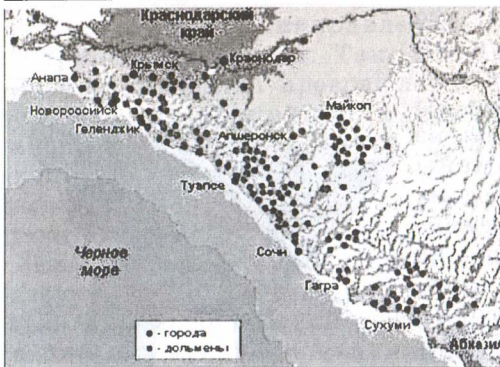 Краснодарский
край
Краснодар
Крымск
Анапа
Новороссийск
Геленджик
Майкоп
Апшеронск
Туапсе
Черное
море
Сочи
Гагра
Сухуми
Абхазия
- города
- дольмены